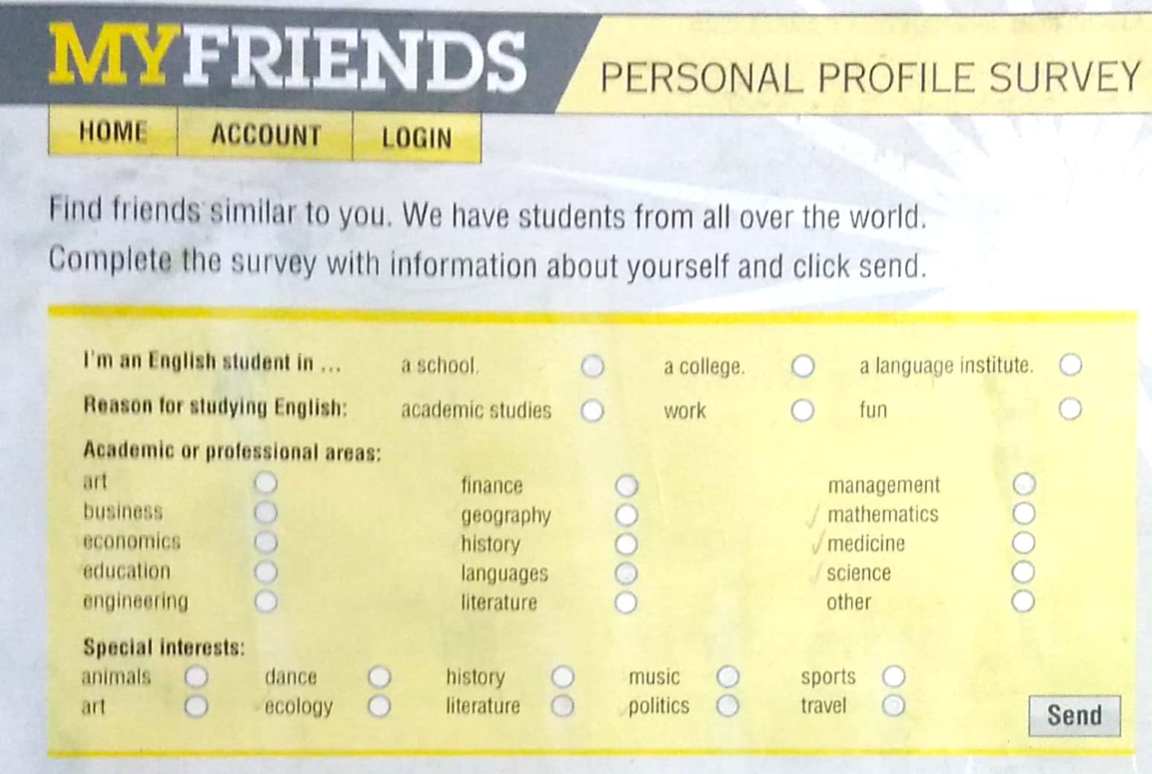 MYFRIENDS PERSONAL PROFILE SURVEY
HOME ACCOUNT LOGIN
Find friends similar to you. We have students from all over the world.
Complete the survey with information about yourself and click send.
I'm an English student in ... a school. a college. a language institute.
Reason for studying English: academic studies work fun
Academic or professional areas:
art finance management
business geography mathematics
economics history medicine
education languages science
engineering literature other
Special interests:
animals dance history music sports
art ecology literature politics travel
Send